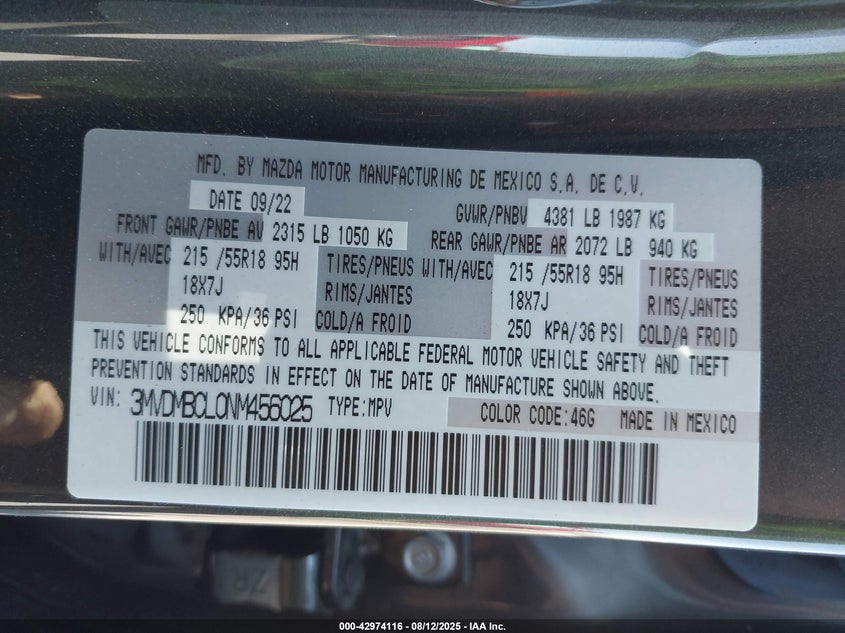 MFD. BY MAZDA MOTOR MANUFACTURING DE MEXICO S.A. DE C.V.
DATE 09/22 GVWR/PNBV 4381 LB 1987 KG
FRONT GAWR/PNBE AV 2315 LB 1050 KG REAR GAWR/PNBE AR 2072 LB 940 KG
WITH/AVEC 215 /55R18 95H TIRES/PNEUS WITH/AVEC 215 /55R18 95H TIRES/PNEUS
18X7J RIMS/JANTES 18X7J RIMS/JANTES
250 KPA/36 PSI COLD/A FROID 250 KPA/36 PSI COLD/A FROID
THIS VEHICLE CONFORMS TO ALL APPLICABLE FEDERAL MOTOR VEHICLE SAFETY AND THEFT
PREVENTION STANDARDS IN EFFECT ON THE DATE OF MANUFACTURE SHOWN ABOVE.
VIN: 3MVDMBCL0NM456025 TYPE:MPV COLOR CODE:46G MADE IN MEXICO
ZR
000-42974116 - 08/12/2025 - IAA Inc.